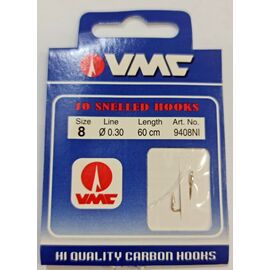 VMC
10 SNELLED HOOKS
Size Line Length Art. No.
8 Ø 0.30 60 cm 9408NI
VMC
HI QUALITY CARBON HOOKS